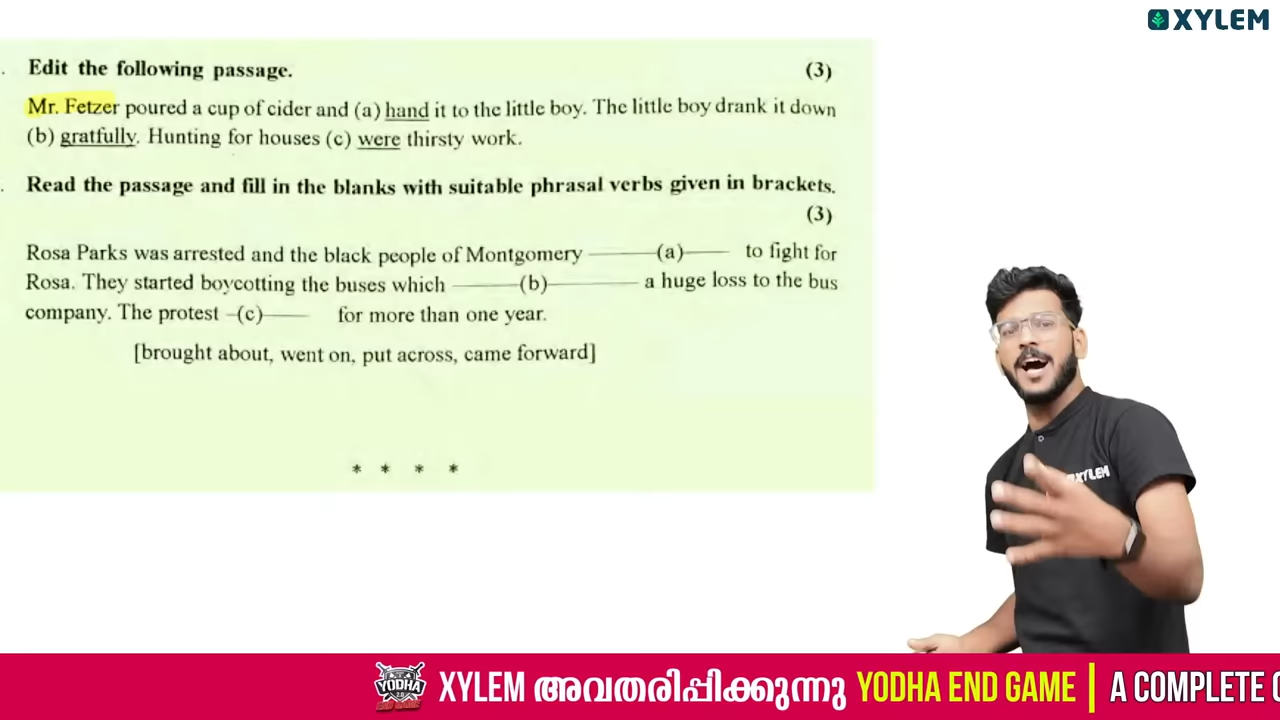 XYLEM
. Edit the following passage. (3)
Mr. Fetzer poured a cup of cider and (a) hand it to the little boy. The little boy drank it down
(b) gratfully. Hunting for houses (c) were thirsty work.
. Read the passage and fill in the blanks with suitable phrasal verbs given in brackets.
(3)
Rosa Parks was arrested and the black people of Montgomery ———(a)—— to fight for
Rosa. They started boycotting the buses which ———(b)———— a huge loss to the bus
company. The protest –(c)—— for more than one year.
[brought about, went on, put across, came forward]
* * * *
XYLEM
YODHA 2.0 END GAME
XYLEM അവതരിപ്പിക്കുന്നു YODHA END GAME | A COMPLETE